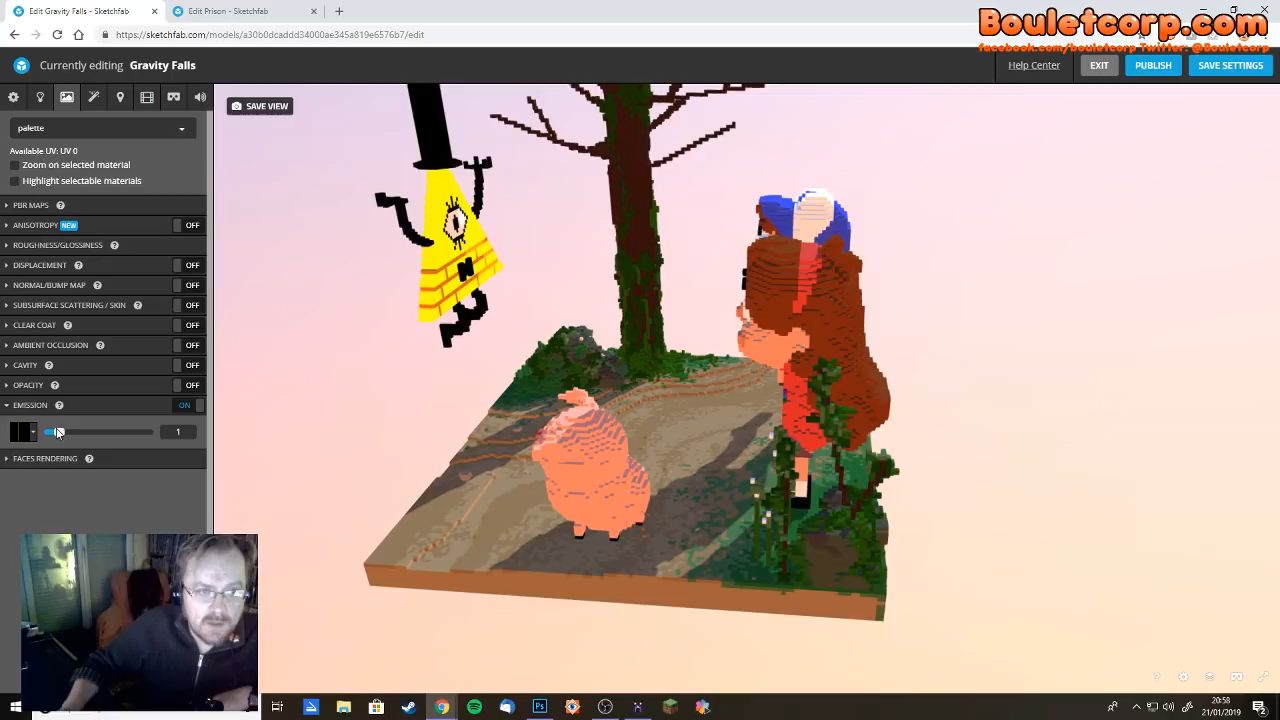 Edit Gravity Falls - Sketchfab
Edit Prison - Sketchfab
https://sketchfab.com/models/a30b0dcabd34000ae345a819e6576b7/edit
Bouletcorp.com
facebook.com/bouletcorp Twitter: @Bouletcorp
Currently editing Gravity Falls
Help Center
EXIT
PUBLISH
SAVE SETTINGS
SAVE VIEW
palette
Available UV: UV 0
Zoom on selected material
Highlight selectable materials
PBR MAPS ?
ANISOTROPY NEW OFF
ROUGHNESS/GLOSSINESS ?
DISPLACEMENT ? OFF
NORMAL/BUMP MAP ? OFF
SUBSURFACE SCATTERING / SKIN ? OFF
CLEAR COAT ? OFF
AMBIENT OCCLUSION ? OFF
CAVITY ? OFF
OPACITY ? OFF
EMISSION ? ON
1
FACES RENDERING ?
20:58
21/01/2019